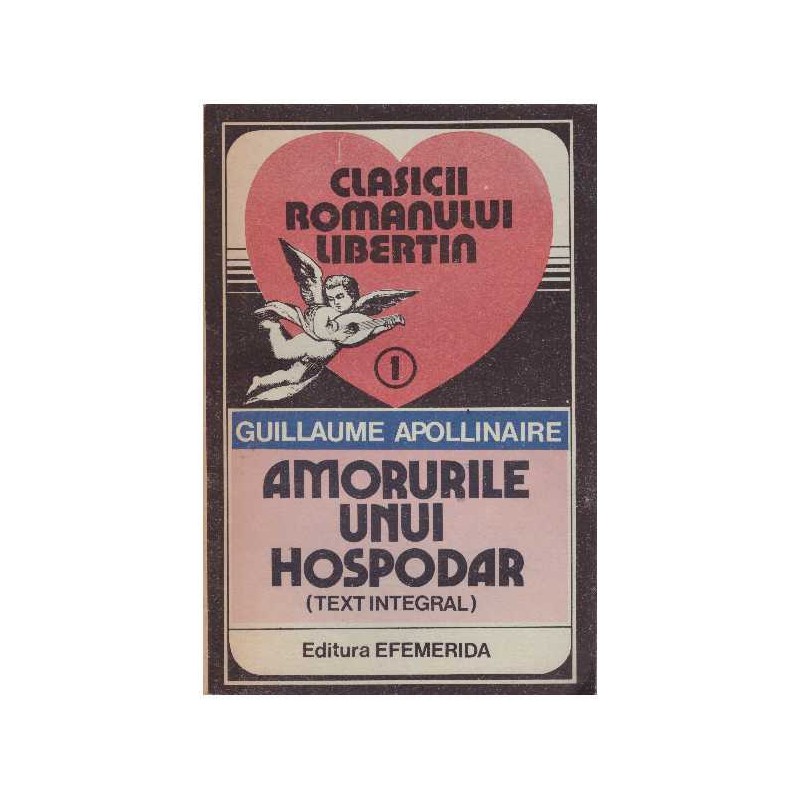 CLASICII
ROMANULUI
LIBERTIN
1
GUILLAUME APOLLINAIRE
AMORURILE
UNUI
HOSPODAR
(TEXT INTEGRAL)
Editura EFEMERIDA